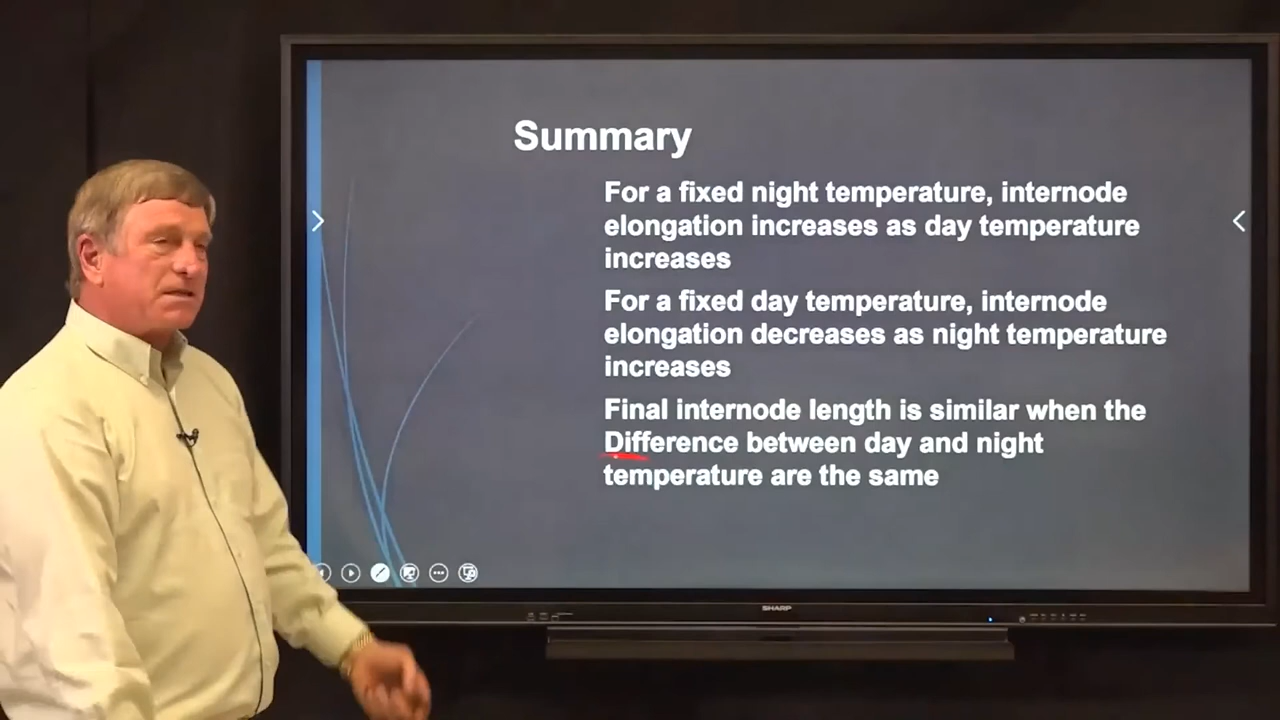 Summary
For a fixed night temperature, internode
elongation increases as day temperature
increases
For a fixed day temperature, internode
elongation decreases as night temperature
increases
Final internode length is similar when the
Difference between day and night
temperature are the same
SHARP